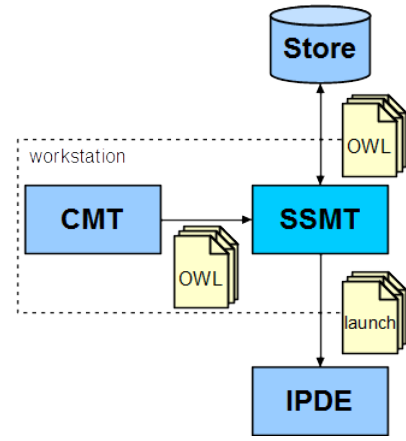 Store
OWL
workstation
CMT
SSMT
OWL
launch
IPDE